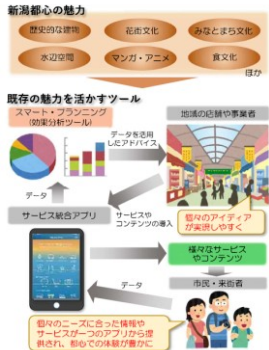 新潟都心の魅力
歴史的な建物
花街文化
みなとまち文化
水辺空間
マンガ・アニメ
食文化
ほか
既存の魅力を活かすツール
スマート・プランニング
(効果分析ツール)
データを活用
したアドバイス
地域の店舗や事業者
データ
サービスや
コンテンツの導入
個々のアイディアが
実現しやすく
サービス統合アプリ
様々なサービス
やコンテンツ
データ
市民・来街者
個々のニーズに合った情報や
サービスが一つのアプリから提
供され、都心での体験が豊かに